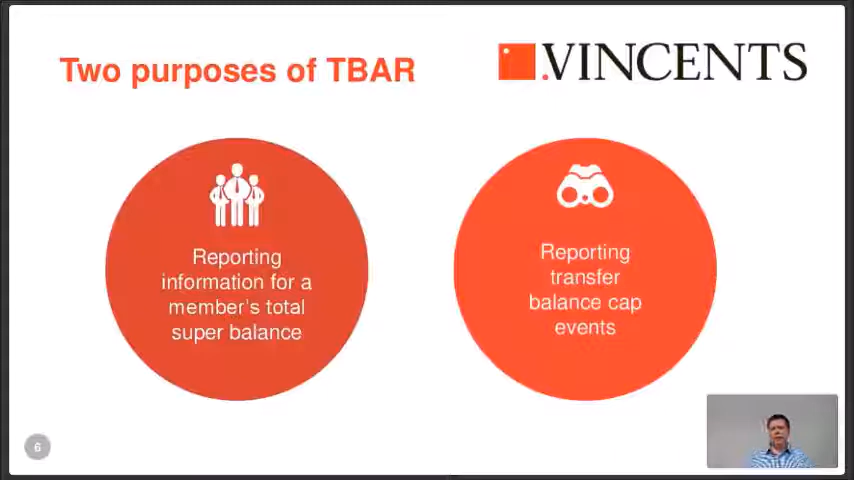 Two purposes of TBAR
.VINCENTS
Reporting
information for a
member's total
super balance
Reporting
transfer
balance cap
events
6